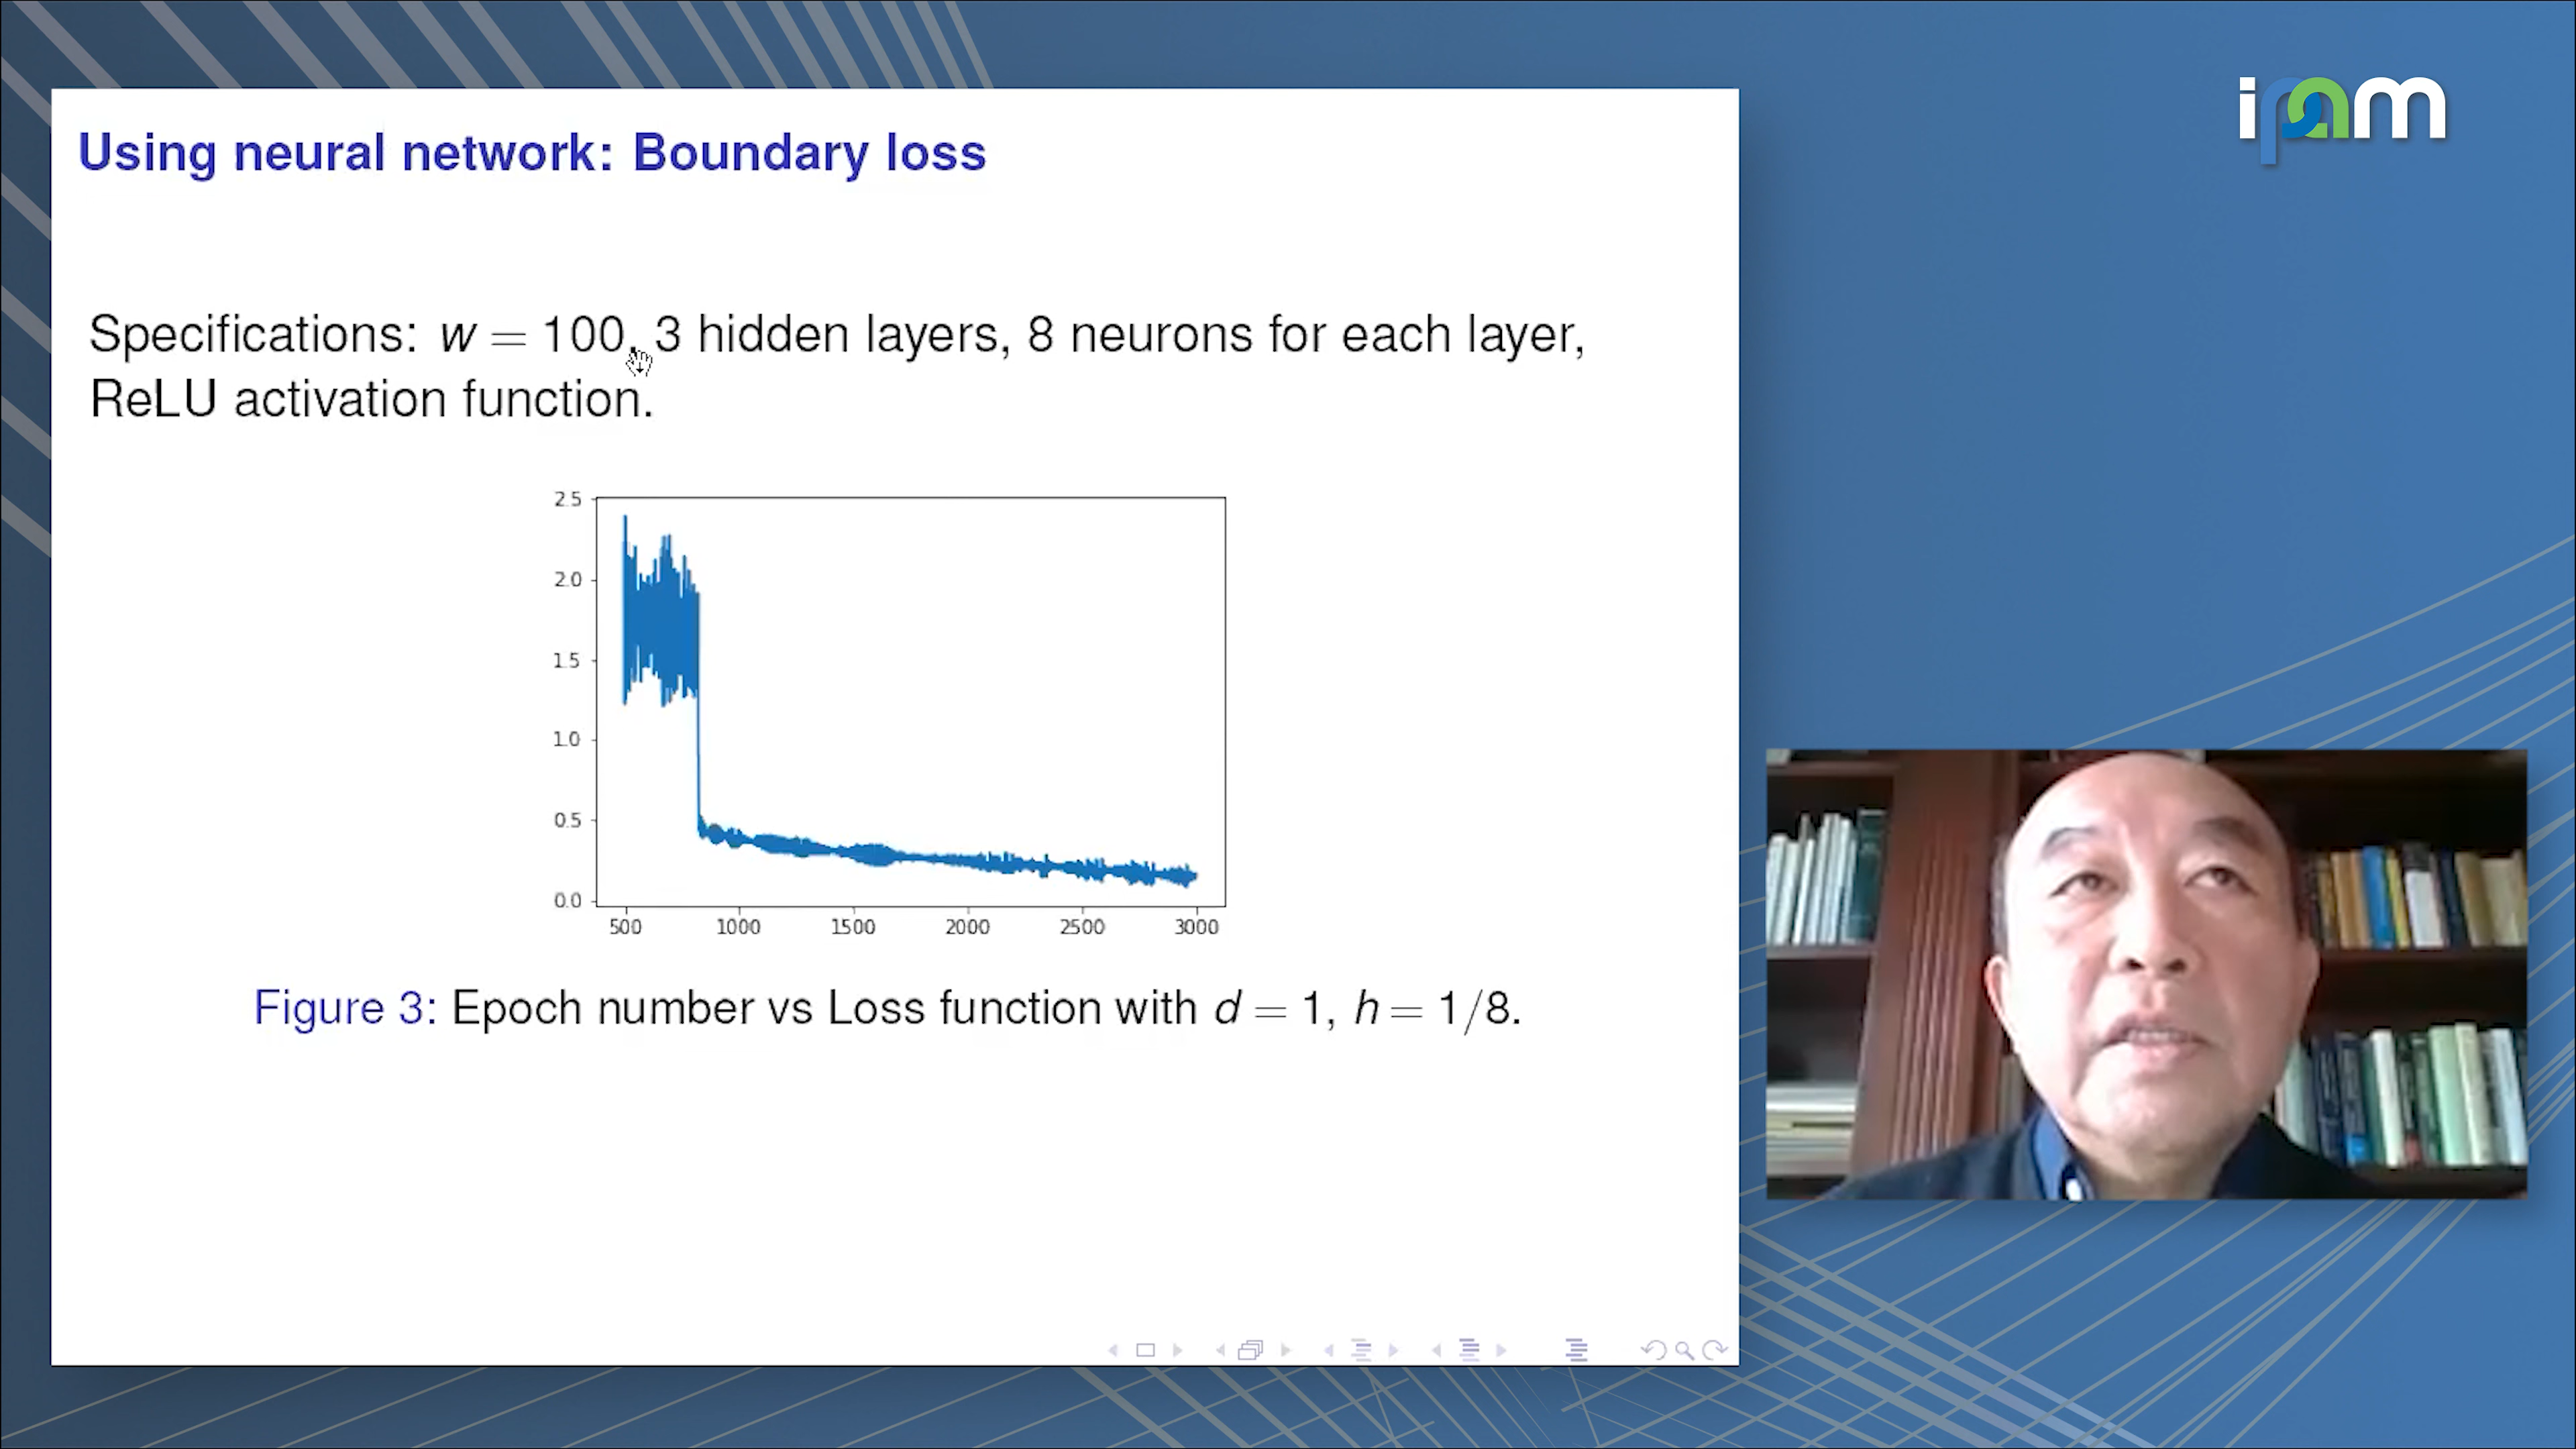 ipam
Using neural network: Boundary loss
Specifications: w = 100, 3 hidden layers, 8 neurons for each layer,
ReLU activation function.
2.5
2.0
1.5
1.0
0.5
0.0
500 1000 1500 2000 2500 3000
Figure 3: Epoch number vs Loss function with d = 1, h = 1/8.